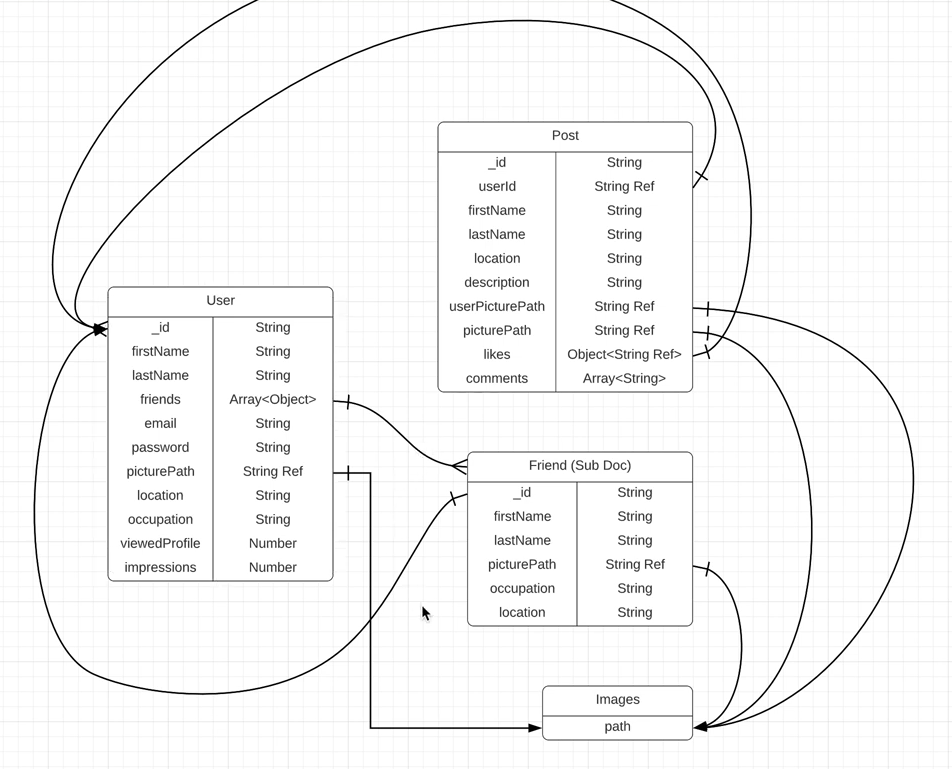 Post
_id String
userId String Ref
firstName String
lastName String
location String
description String
userPicturePath String Ref
picturePath String Ref
likes Object<String Ref>
comments Array<String>
User
_id String
firstName String
lastName String
friends Array<Object>
email String
password String
picturePath String Ref
location String
occupation String
viewedProfile Number
impressions Number
Friend (Sub Doc)
_id String
firstName String
lastName String
picturePath String Ref
occupation String
location String
Images
path